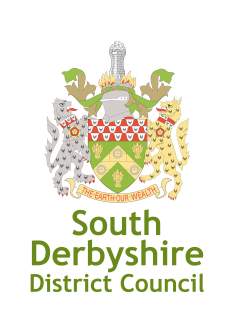 THE EARTH OUR WEALTH
South
Derbyshire
District Council